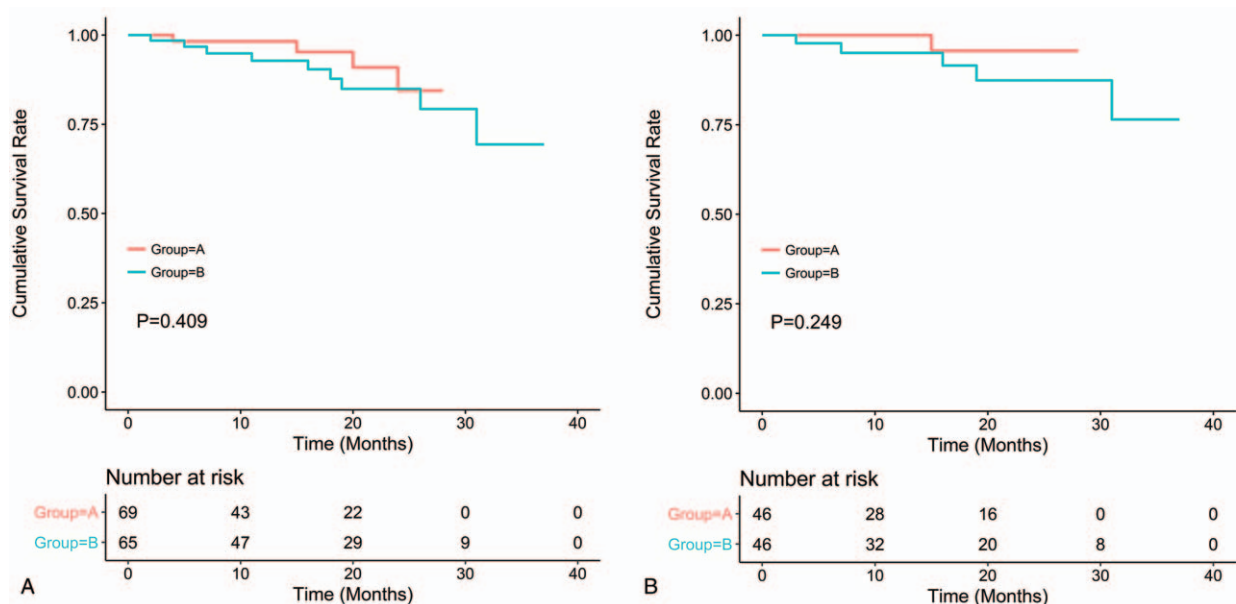 Cumulative Survival Rate
1.00
0.75
0.50
0.25
0.00
Group=A
Group=B
P=0.409
0 10 20 30 40
Time (Months)
Number at risk
Group=A 69 43 22 0 0
Group=B 65 47 29 9 0
0 10 20 30 40
Time (Months)
A
Cumulative Survival Rate
1.00
0.75
0.50
0.25
0.00
Group=A
Group=B
P=0.249
0 10 20 30 40
Time (Months)
Number at risk
Group=A 46 28 16 0 0
Group=B 46 32 20 8 0
0 10 20 30 40
Time (Months)
B